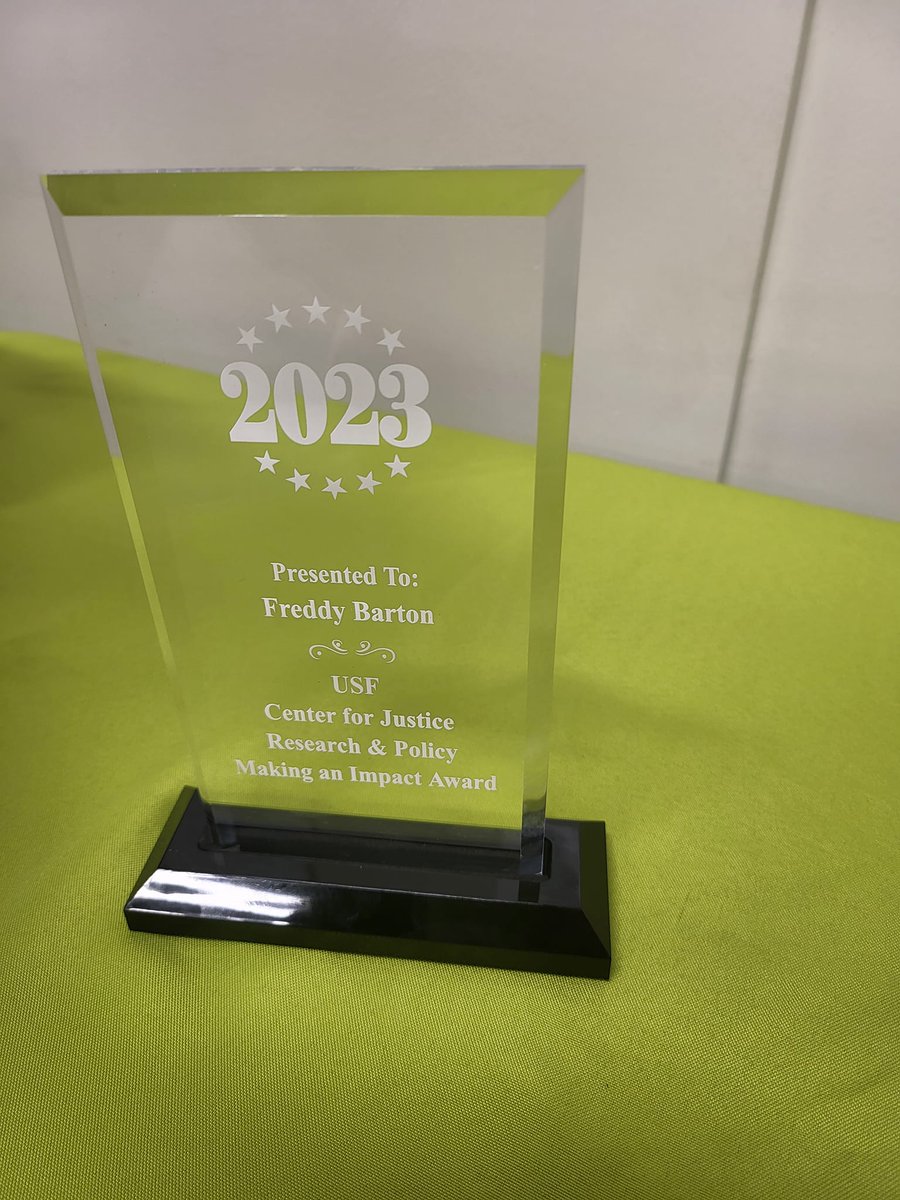 2023
Presented To:
Freddy Barton
USF
Center for Justice
Research & Policy
Making an Impact Award